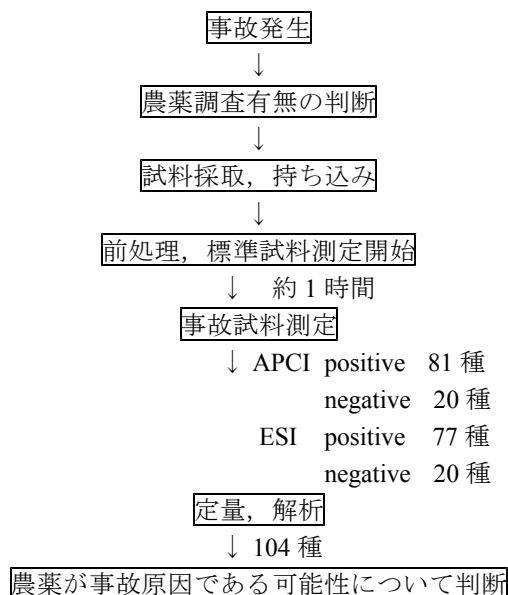 事故発生
↓
農薬調査有無の判断
↓
試料採取，持ち込み
↓
前処理，標準試料測定開始
↓ 約 1 時間
事故試料測定
↓ APCI positive 81 種
negative 20 種
ESI positive 77 種
negative 20 種
定量，解析
↓ 104 種
農薬が事故原因である可能性について判断